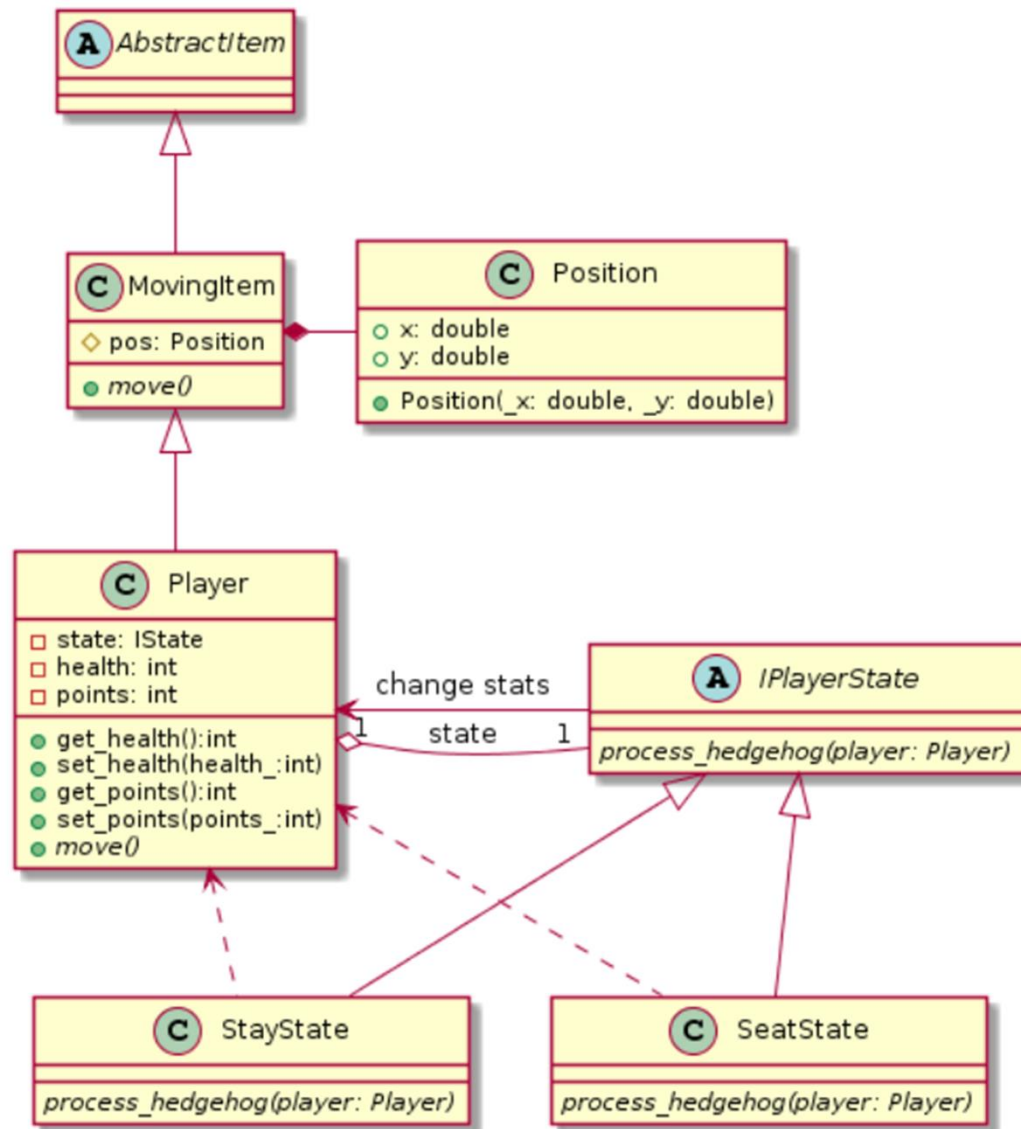 A AbstractItem
C MovingItem
pos: Position
move()
C Position
x: double
y: double
Position(_x: double, _y: double)
C Player
state: IState
health: int
points: int
get_health():int
set_health(health_:int)
get_points():int
set_points(points_:int)
move()
change stats
1 state 1
A IPlayerState
process_hedgehog(player: Player)
C StayState
process_hedgehog(player: Player)
C SeatState
process_hedgehog(player: Player)